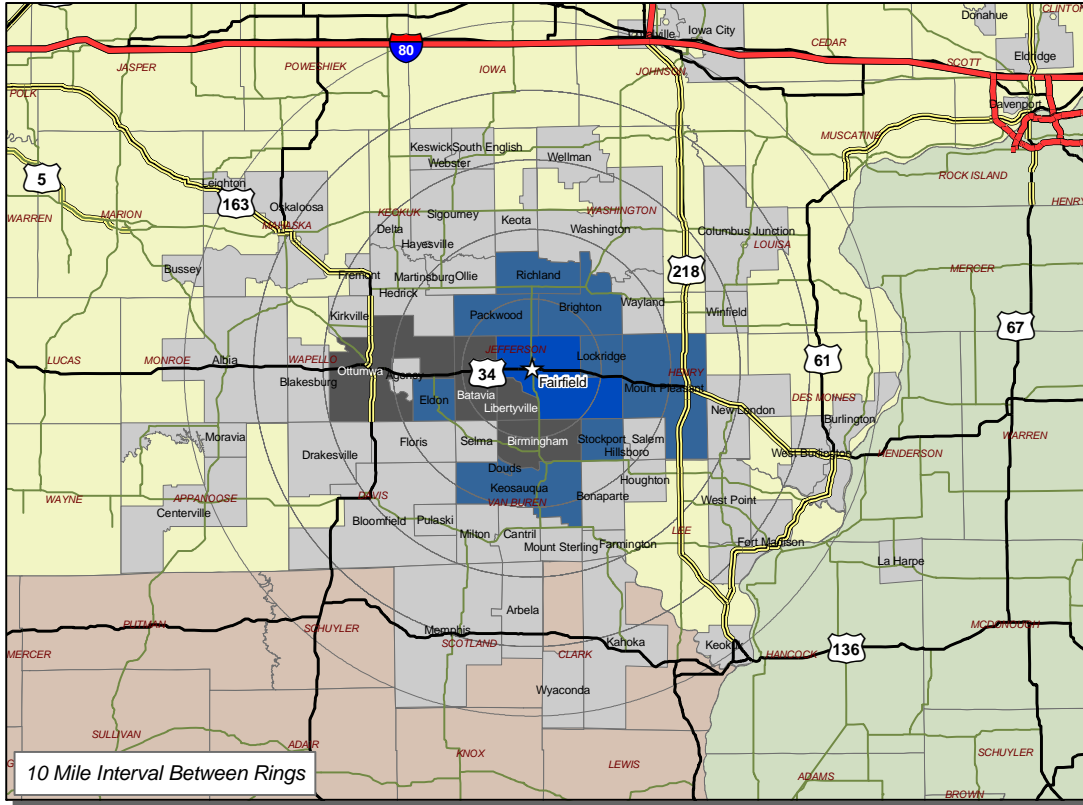 CLINTON
Donahue
Iowa City
Coralville
CEDAR
80
SCOTT
Eldridge
JASPER
POWESHIEK
IOWA
JOHNSON
POLK
Davenport
MUSCATINE
Keswick
South English
Webster
Wellman
5
Leighton
ROCK ISLAND
163
Oskaloosa
HENRY
WARREN
MARION
MAHASKA
KEOKUK
Sigourney
Keota
WASHINGTON
Delta
Washington
Columbus Junction
LOUISA
Hayesville
Bussey
Fremont
Martinsburg
Ollie
Richland
218
MERCER
Hedrick
Kirkville
Packwood
Brighton
Wayland
Winfield
67
LUCAS
MONROE
Albia
WAPELLO
JEFFERSON
Lockridge
HENRY
61
Ottumwa
Agency
34
Fairfield
Blakesburg
Eldon
Batavia
Libertyville
Mount Pleasant
New London
DES MOINES
Burlington
Moravia
Floris
Selma
Birmingham
Stockport
Salem
Hillsboro
WARREN
Drakesville
West Burlington
HENDERSON
Douds
Keosauqua
Houghton
WAYNE
APPANOOSE
DAVIS
VAN BUREN
Bonaparte
West Point
Centerville
Bloomfield
Pulaski
Milton
Cantril
LEE
Mount Sterling
Farmington
Fort Madison
La Harpe
Arbela
PUTMAN
SCHUYLER
Memphis
SCOTLAND
Kahoka
Keokuk
MCDONOUGH
MERCER
CLARK
HANCOCK
136
Wyaconda
SULLIVAN
ADAIR
KNOX
LEWIS
SCHUYLER
ADAMS
BROWN
10 Mile Interval Between Rings